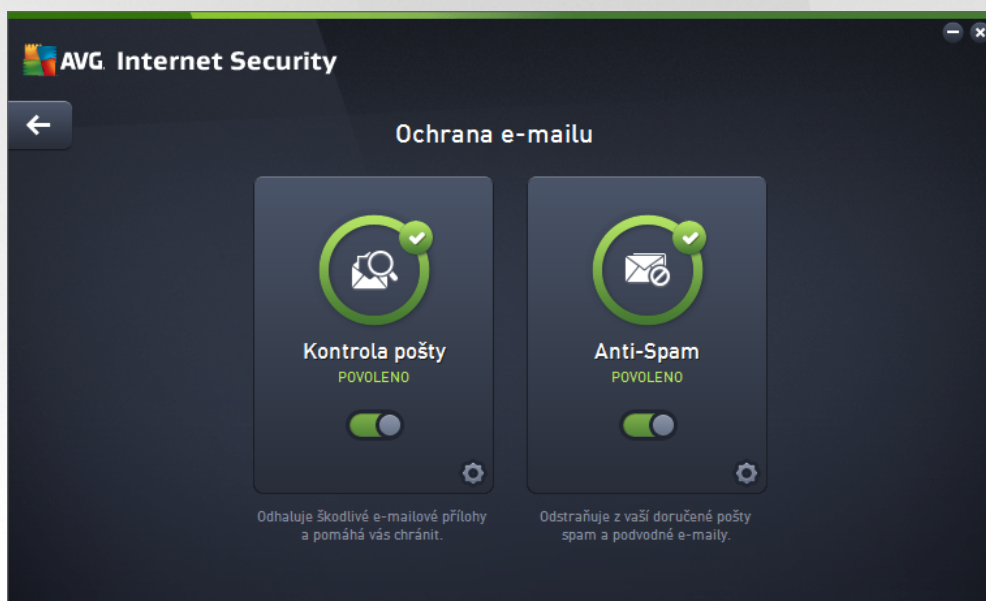 AVG Internet Security
Ochrana e-mailu
Kontrola pošty
POVOLENO
Odhaluje škodlivé e-mailové přílohy
a pomáhá vás chránit.
Anti-Spam
POVOLENO
Odstraňuje z vaší doručené pošty
spam a podvodné e-maily.